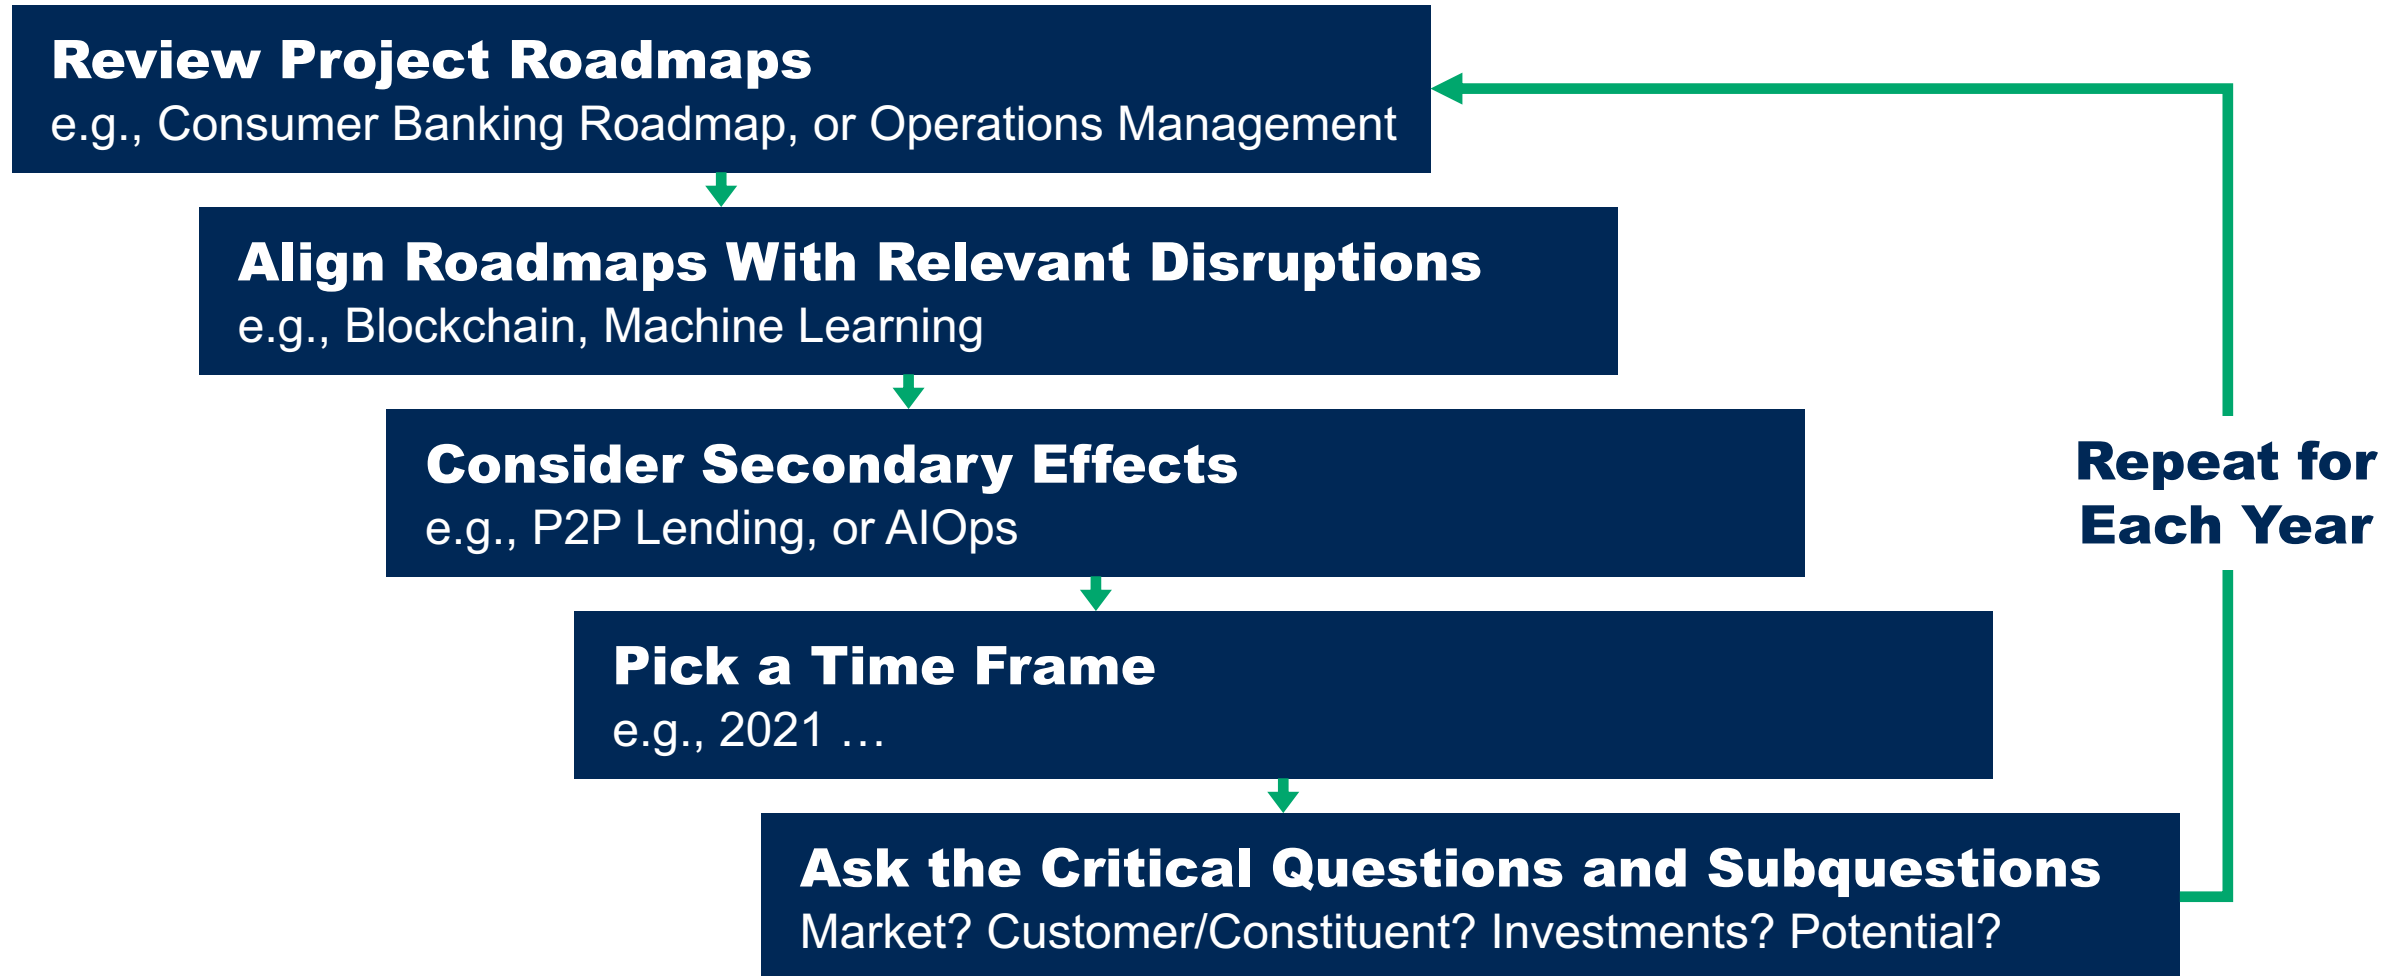 Review Project Roadmaps
e.g., Consumer Banking Roadmap, or Operations Management
Align Roadmaps With Relevant Disruptions
e.g., Blockchain, Machine Learning
Consider Secondary Effects
e.g., P2P Lending, or AIOps
Pick a Time Frame
e.g., 2021 …
Ask the Critical Questions and Subquestions
Market? Customer/Constituent? Investments? Potential?
Repeat for
Each Year